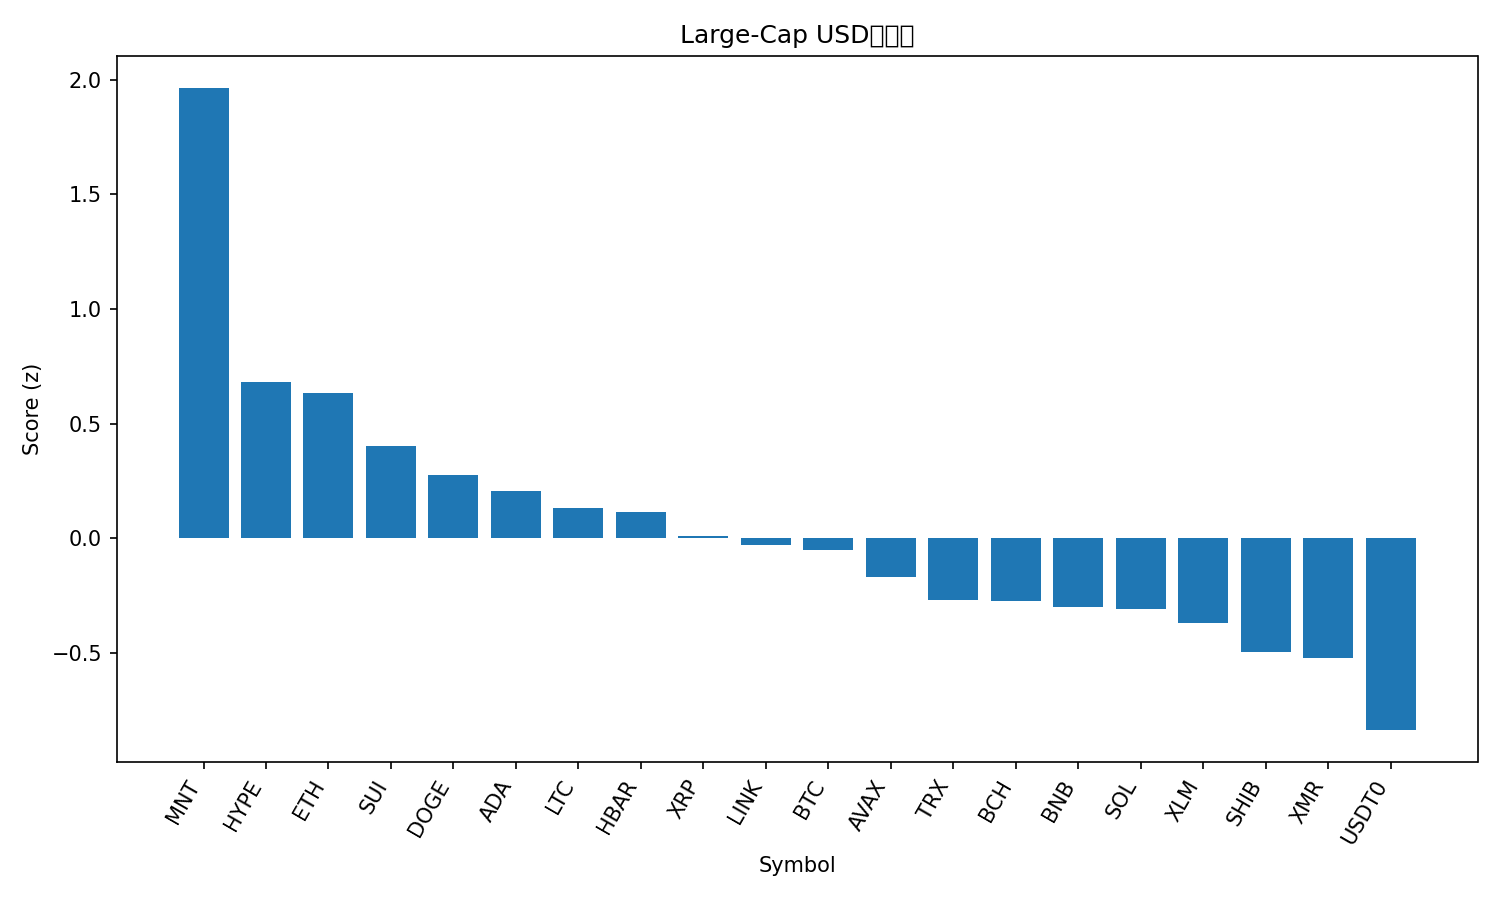 Large-Cap USD
2.0
1.5
1.0
0.5
0.0
−0.5
Score (z)
MNT
HYPE
ETH
SUI
DOGE
ADA
LTC
HBAR
XRP
LINK
BTC
AVAX
TRX
BCH
BNB
SOL
XLM
SHIB
XMR
USDT0
Symbol